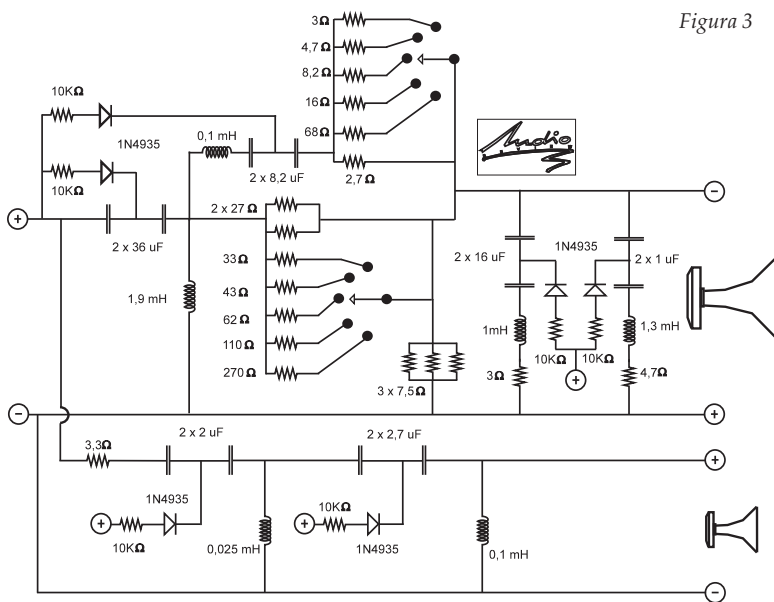 Figura 3
3Ω
4,7Ω
8,2Ω
16Ω
68Ω
2,7Ω
10KΩ
1N4935
0,1 mH
10KΩ
2 x 8,2 uF
Audio
+
−
2 x 36 uF
2 x 27Ω
33Ω
43Ω
62Ω
110Ω
270Ω
1,9 mH
3 x 7,5Ω
2 x 16 uF
1N4935
2 x 1 uF
1mH
1,3 mH
10KΩ
10KΩ
3Ω
4,7Ω
+
−
+
3,3Ω
2 x 2 uF
2 x 2,7 uF
+
1N4935
+
10KΩ
+
10KΩ
1N4935
0,025 mH
0,1 mH
−